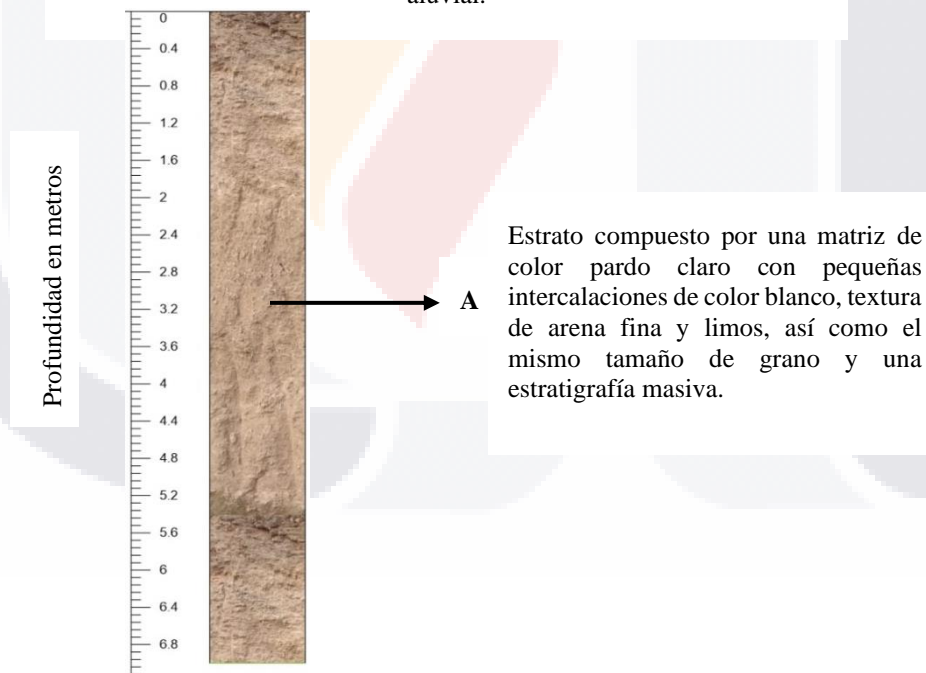 aluvial.
0
0.4
0.8
1.2
1.6
2
2.4
2.8
3.2
3.6
4
4.4
4.8
5.2
5.6
6
6.4
6.8
Profundidad en metros
A
Estrato compuesto por una matriz de
color pardo claro con pequeñas
intercalaciones de color blanco, textura
de arena fina y limos, así como el
mismo tamaño de grano y una
estratigrafía masiva.